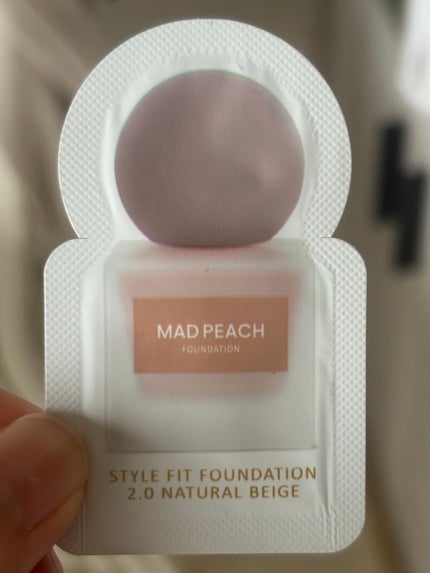 MAD PEACH
FOUNDATION
STYLE FIT FOUNDATION
2.0 NATURAL BEIGE